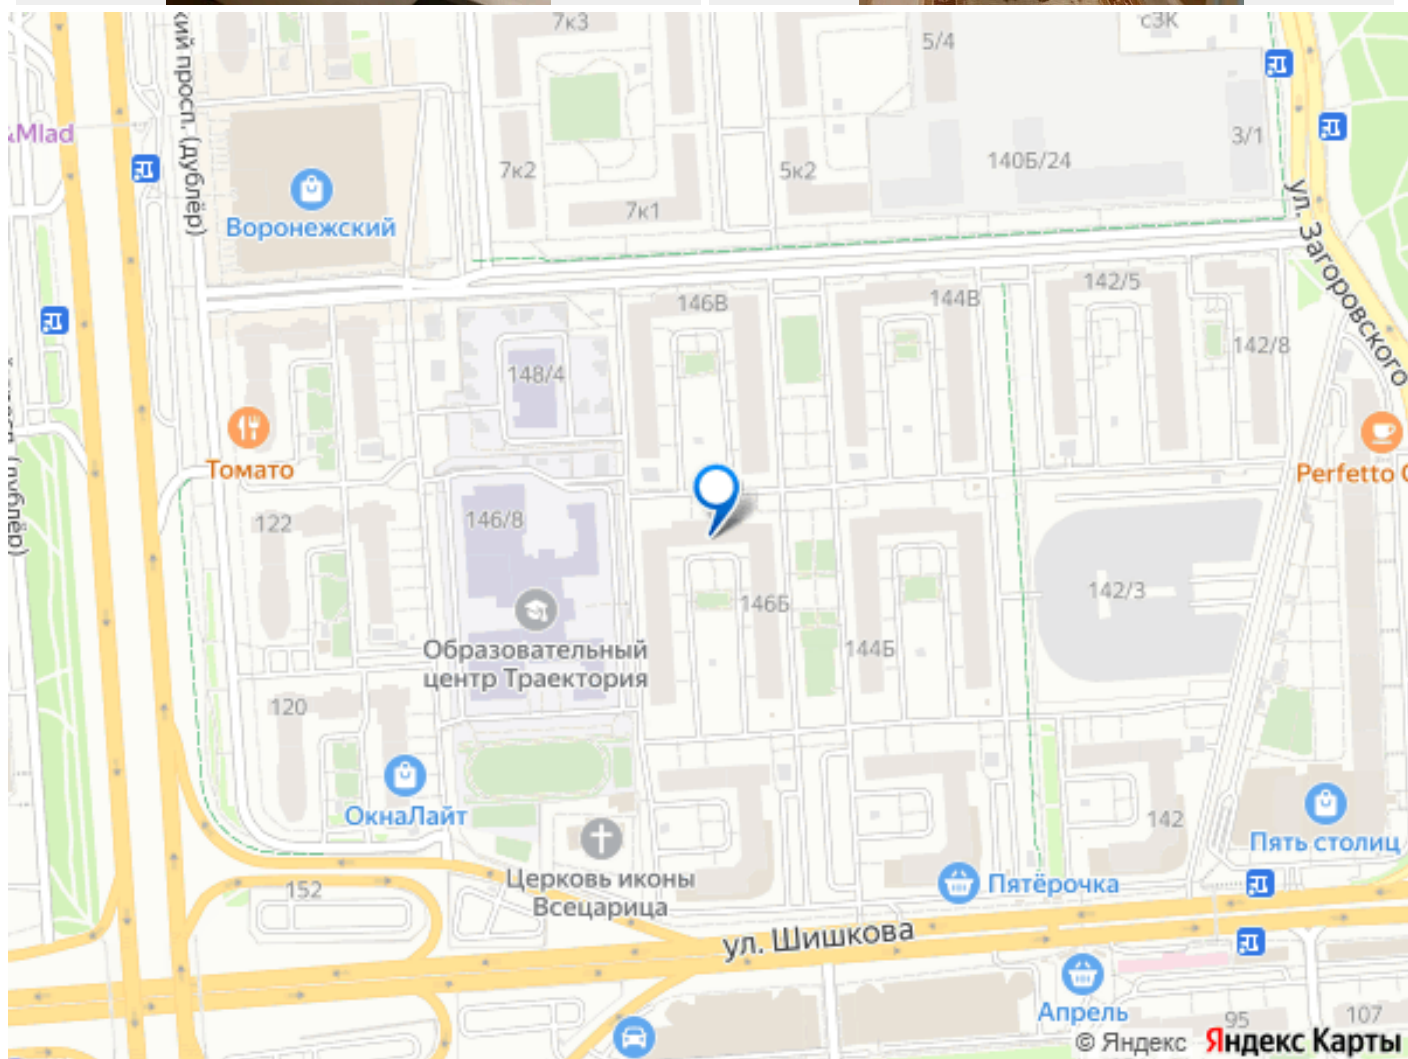 7к3
5/4
с3К
кий просп. (дублёр)
&Mlad
Воронежский
7к2
7к1
5к2
140Б/24
3/1
ул. Загоровского
146В
144В
142/5
142/8
148/4
Томато
Perfetto
122
146/8
142/3
146Б
144Б
Образовательный
центр Траектория
(дублёр)
120
ОкнаЛайт
142
Пять столиц
Церковь иконы
Всецарица
Пятёрочка
152
ул. Шишкова
Апрель
95
107
© Яндекс Яндекс Карты